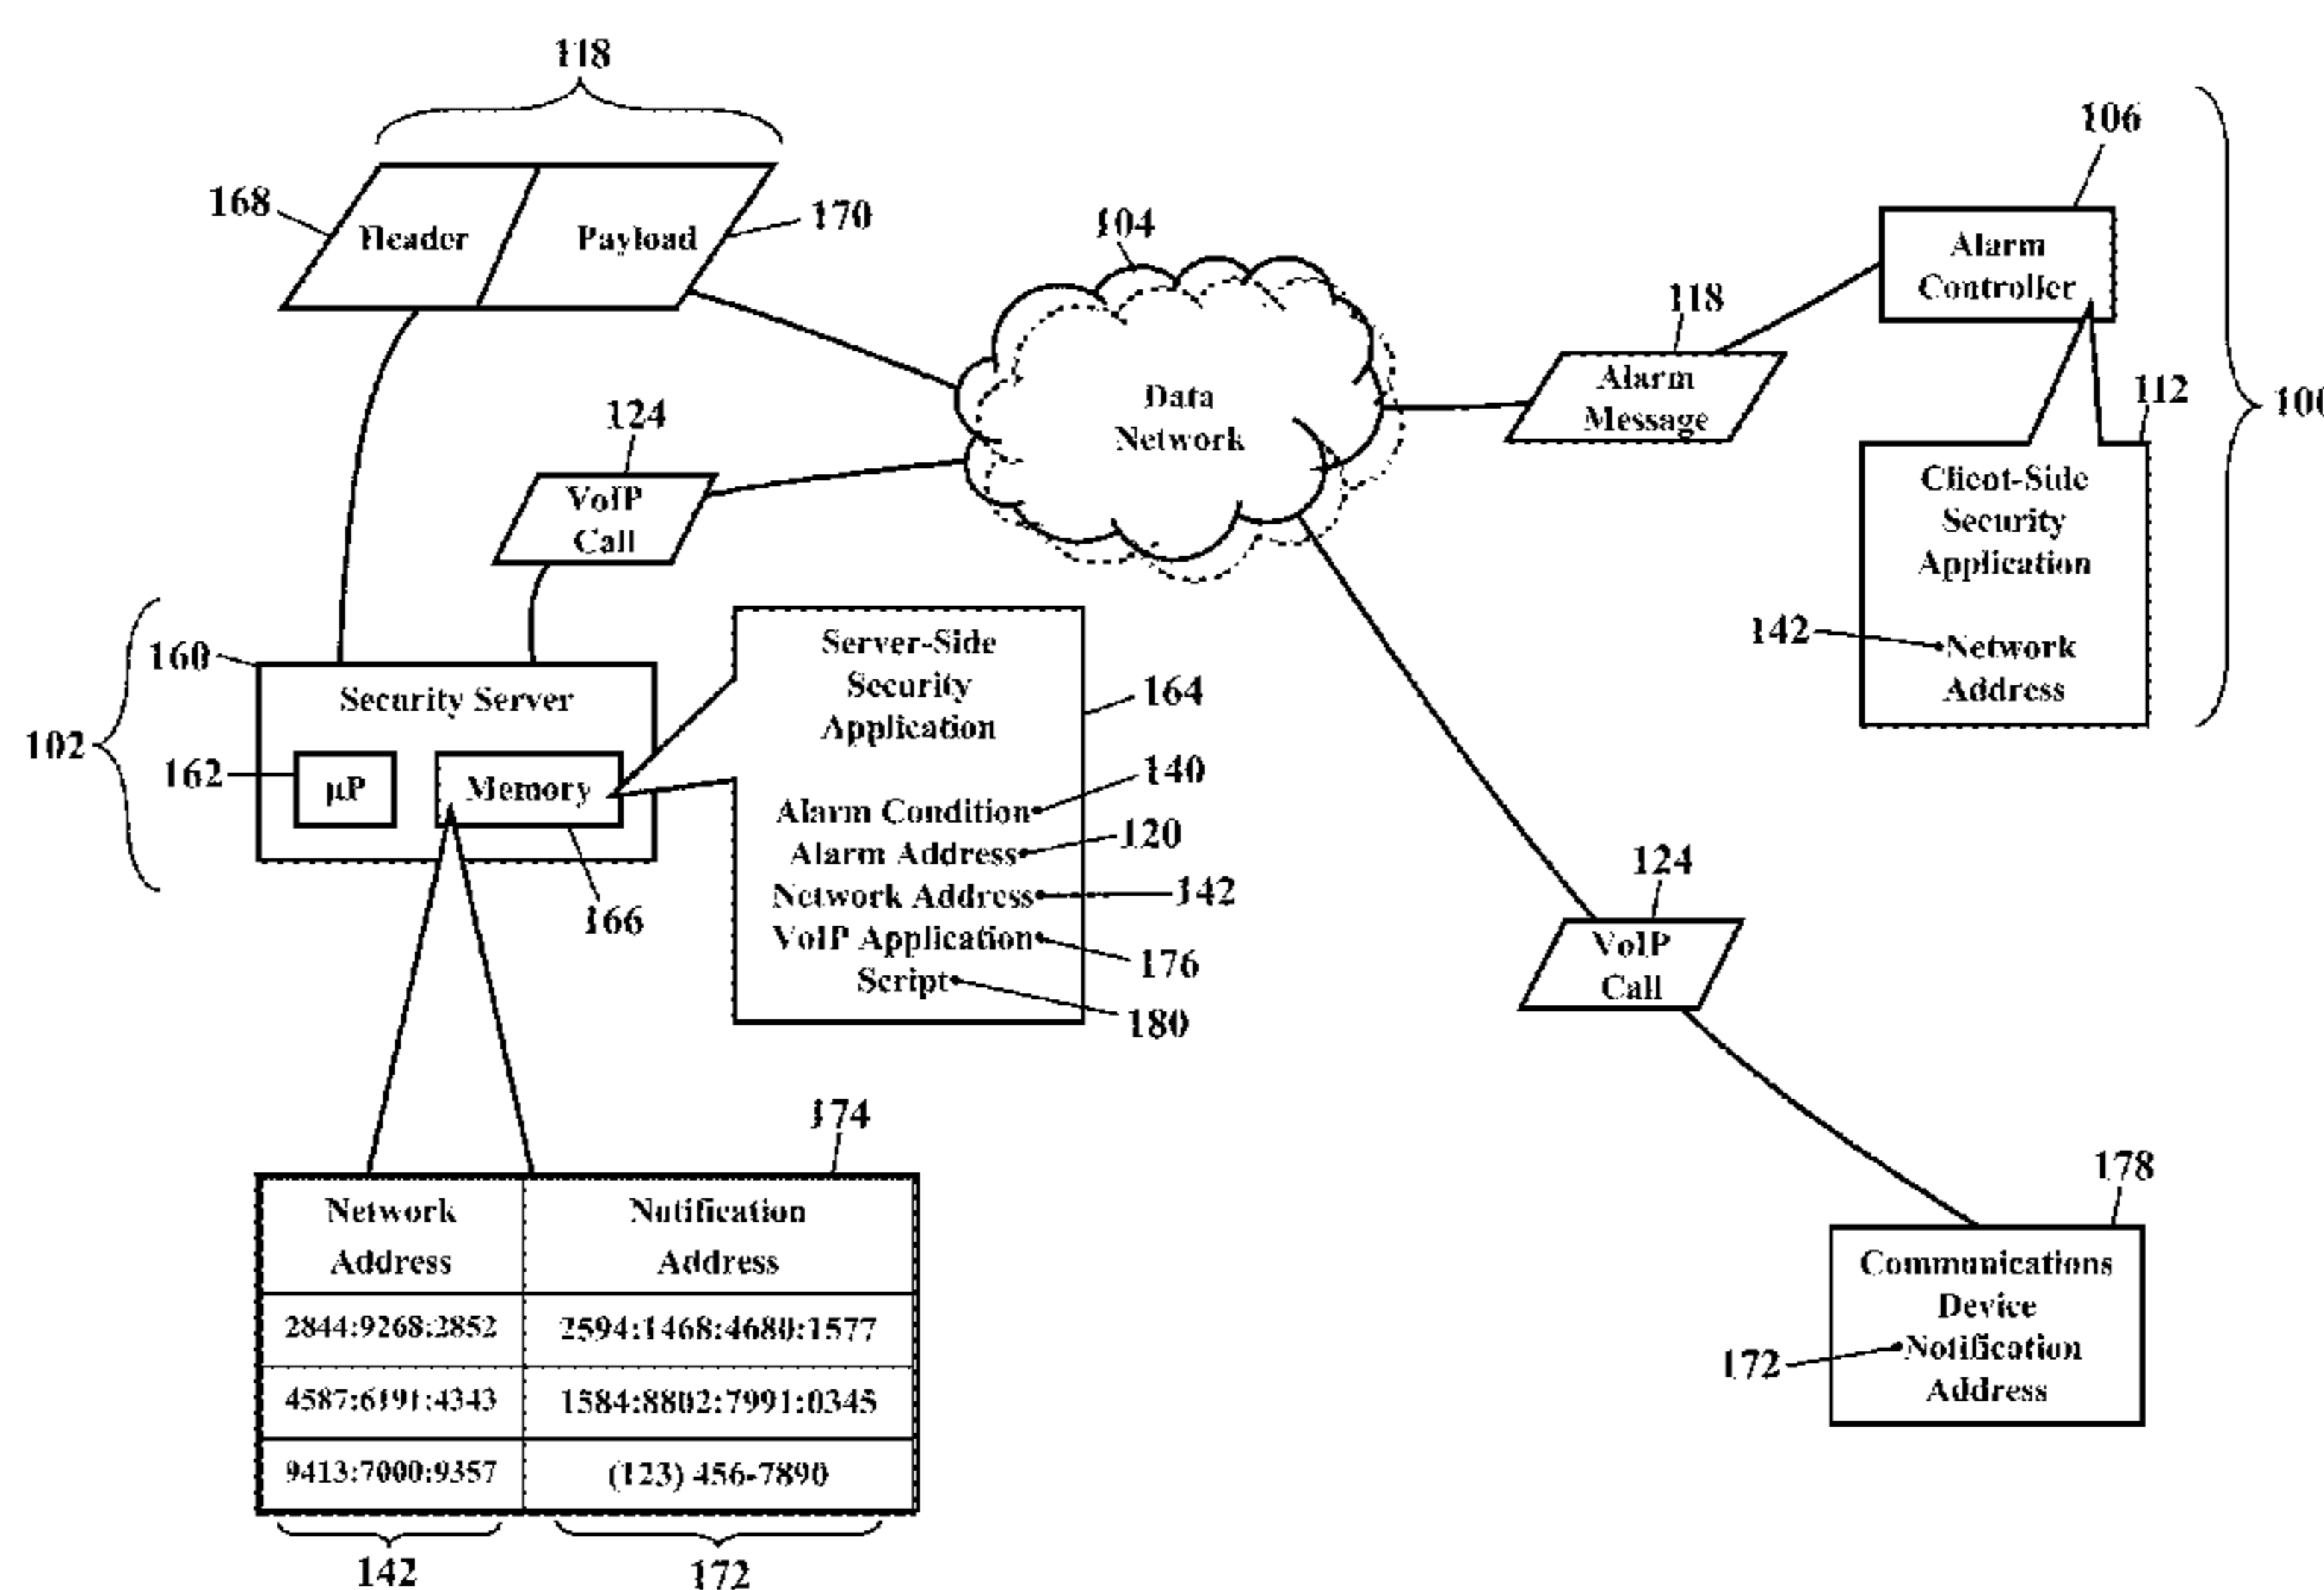 118
168
Header
Payload
170
104
106
Alarm
Controller
118
Alarm
Message
100
112
Data
Network
124
VoIP
Call
Client-Side
Security
Application
142
Network
Address
102
160
Security Server
162
µP
Memory
166
Server-Side
Security
Application
164
Alarm Condition
140
Alarm Address
120
Network Address
142
VoIP Application
176
Script
180
124
VoIP
Call
174
Network
Address
Notification
Address
2844:9268:2852
2594:1468:4680:1577
4587:6191:4343
1584:8802:7991:0345
9413:7000:9357
(123) 456-7890
142
172
178
Communications
Device
172
Notification
Address